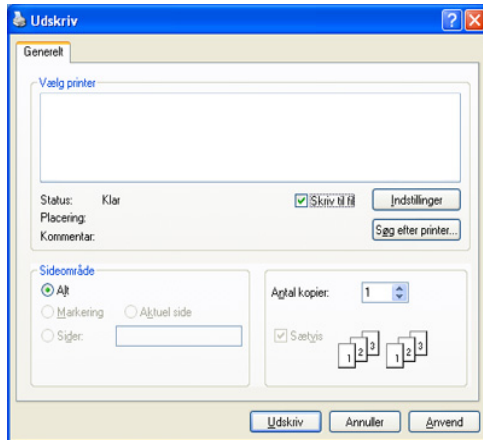 Udskriv
Generelt
Vælg printer
Status: Klar
Skriv til fil
Indstillinger
Placering:
Kommentar:
Søg efter printer...
Sideområde
Alt
Markering
Aktuel side
Sider:
Antal kopier: 1
Sætvis
1 2 3 1 2 3
Udskriv Annuller Anvend